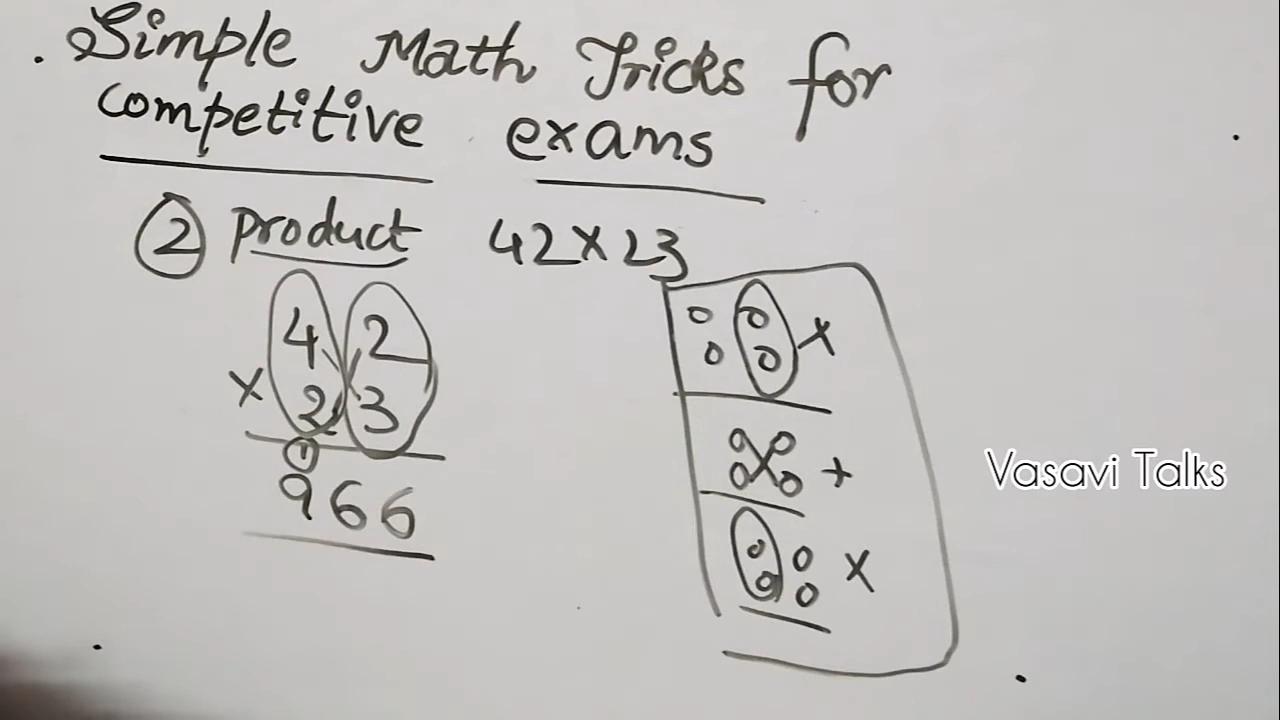 Simple Math Tricks for
competitive exams
② Product 42×23
4 2
× 2 3
①
966
×
+
×
Vasavi Talks